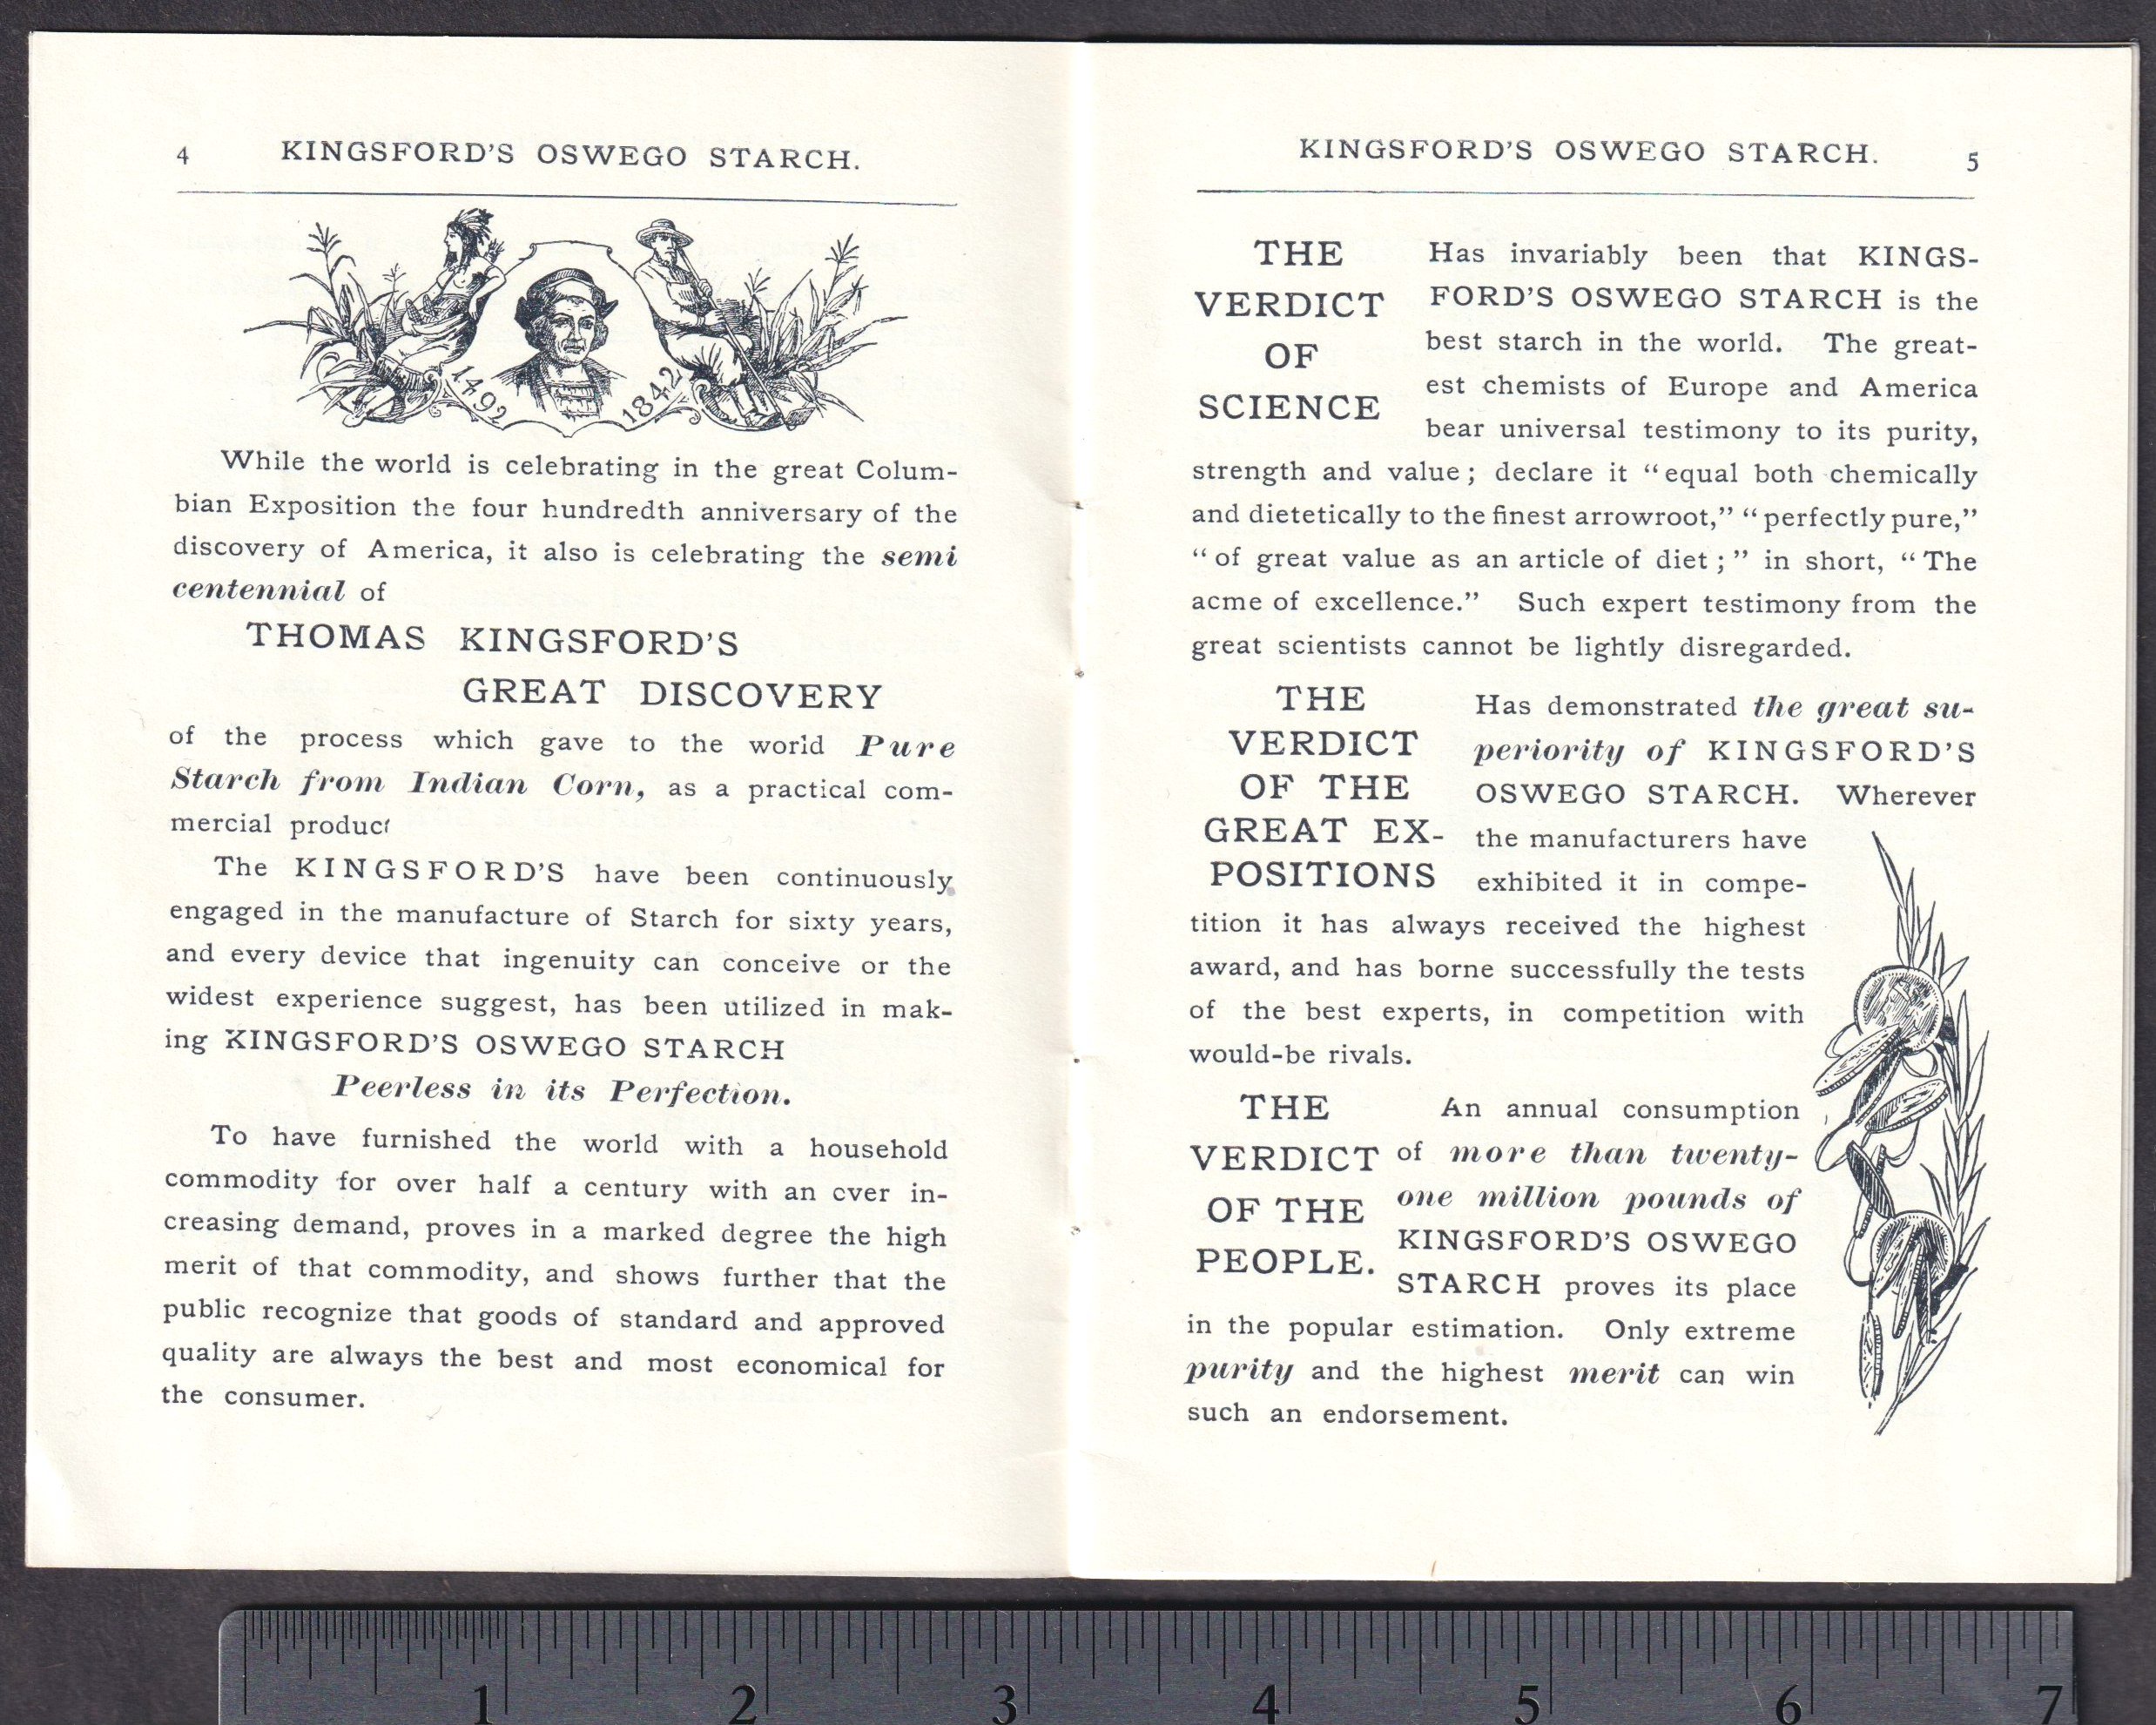 4 KINGSFORD'S OSWEGO STARCH.
1492 1842
While the world is celebrating in the great Colum-
bian Exposition the four hundredth anniversary of the
discovery of America, it also is celebrating the semi
centennial of
THOMAS KINGSFORD'S
GREAT DISCOVERY
of the process which gave to the world Pure
Starch from Indian Corn, as a practical com-
mercial product
The KINGSFORD'S have been continuously
engaged in the manufacture of Starch for sixty years,
and every device that ingenuity can conceive or the
widest experience suggest, has been utilized in mak-
ing KINGSFORD'S OSWEGO STARCH
Peerless in its Perfection.
To have furnished the world with a household
commodity for over half a century with an ever in-
creasing demand, proves in a marked degree the high
merit of that commodity, and shows further that the
public recognize that goods of standard and approved
quality are always the best and most economical for
the consumer.
KINGSFORD'S OSWEGO STARCH. 5
THE
VERDICT
OF
SCIENCE
Has invariably been that KINGS-
FORD'S OSWEGO STARCH is the
best starch in the world. The great-
est chemists of Europe and America
bear universal testimony to its purity,
strength and value; declare it "equal both chemically
and dietetically to the finest arrowroot," "perfectly pure,"
"of great value as an article of diet;" in short, "The
acme of excellence." Such expert testimony from the
great scientists cannot be lightly disregarded.
THE
VERDICT
OF THE
GREAT EX-
POSITIONS
Has demonstrated the great su-
periority of KINGSFORD'S
OSWEGO STARCH. Wherever
the manufacturers have
exhibited it in compe-
tition it has always received the highest
award, and has borne successfully the tests
of the best experts, in competition with
would-be rivals.
THE
VERDICT
OF THE
PEOPLE.
An annual consumption
of more than twenty-
one million pounds of
KINGSFORD'S OSWEGO
STARCH proves its place
in the popular estimation. Only extreme
purity and the highest merit can win
such an endorsement.
1 2 3 4 5 6 7